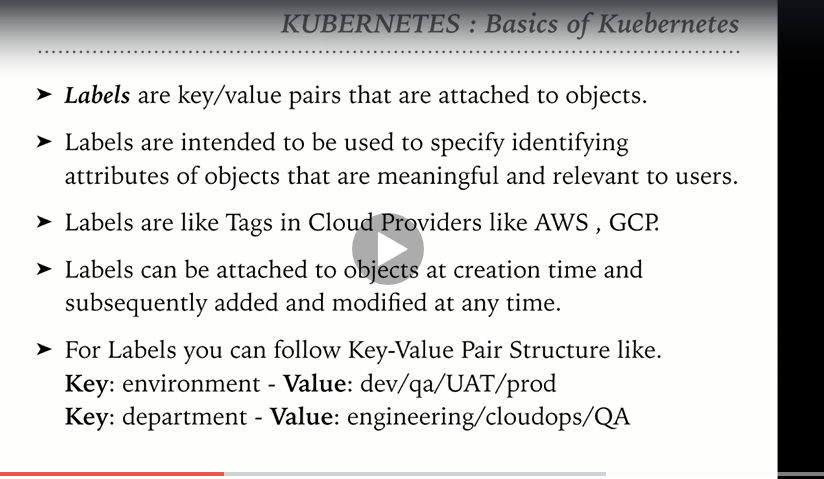 KUBERNETES : Basics of Kuebernetes
➤ Labels are key/value pairs that are attached to objects.
➤ Labels are intended to be used to specify identifying
attributes of objects that are meaningful and relevant to users.
➤ Labels are like Tags in Cloud Providers like AWS , GCP.
➤ Labels can be attached to objects at creation time and
subsequently added and modified at any time.
➤ For Labels you can follow Key-Value Pair Structure like.
Key: environment - Value: dev/qa/UAT/prod
Key: department - Value: engineering/cloudops/QA